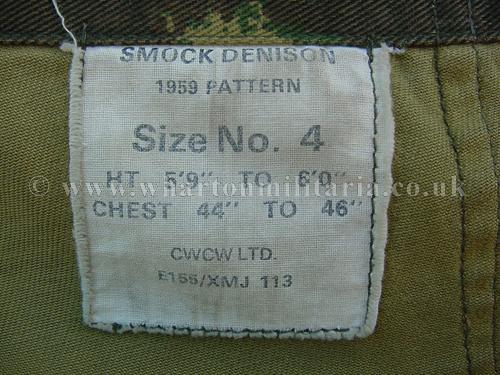 SMOCK DENISON
1959 PATTERN
Size No. 4
HT 5'9" TO 6'0"
© www.whartonmilitaria.co.uk
CHEST 44" TO 46"
CWCW LTD.
E155/XMJ 113